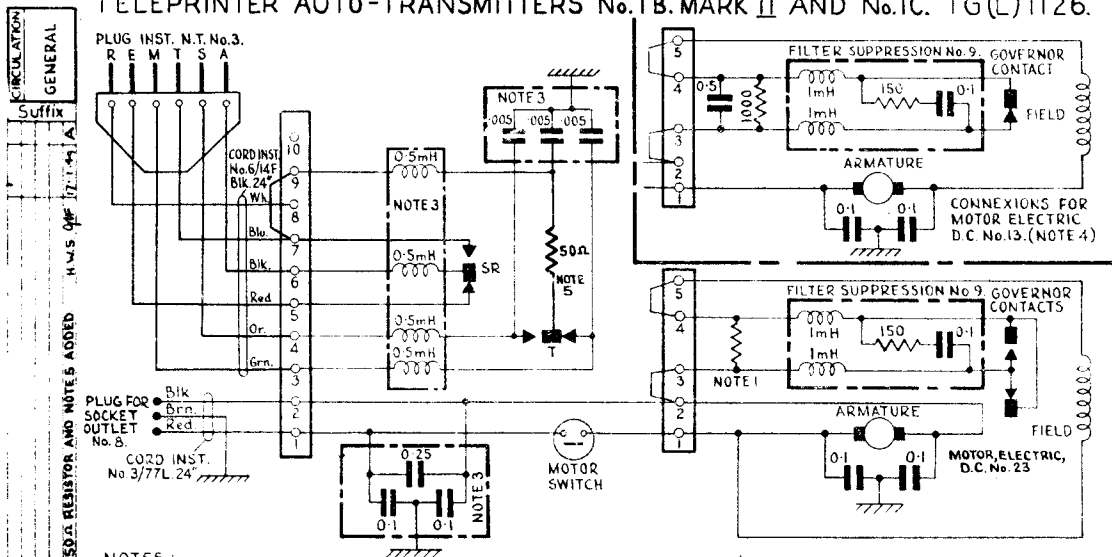 TELEPRINTER AUTO-TRANSMITTERS No.1B. MARK II AND No.1C. TG(L)1126.
CIRCULATION
GENERAL
Suffix
A
50Ω RESISTOR AND NOTES ADDED H.W.S.
PLUG INST. N.T. No.3.
R E M T S A
CORD INST.
No.6/14F
Blk. 24"
Wh.
Blu.
Blk.
Red
Or.
Grn.
10
9
8
7
6
5
4
3
2
1
PLUG FOR
SOCKET
OUTLET
No. 8.
Blk
Brn.
Red
CORD INST.
No.3/77L.24"
0.5mH
NOTE 3
0.5mH
0.5mH
0.5mH
SR
NOTE 3
.005 .005 .005
50Ω
NOTE
5
T
0.25
0.1 0.1
NOTE 3
MOTOR
SWITCH
5
4
3
2
1
0.5
1000
FILTER SUPPRESSION No.9.
1mH
150
0.1
1mH
GOVERNOR
CONTACT
FIELD
ARMATURE
0.1 0.1
CONNEXIONS FOR
MOTOR ELECTRIC
D.C. No.13.(NOTE 4)
5
4
3
2
1
NOTE 1
FILTER SUPPRESSION No.9.
1mH
150
0.1
1mH
GOVERNOR
CONTACTS
FIELD
ARMATURE
0.1 0.1
MOTOR, ELECTRIC,
D.C. No.23